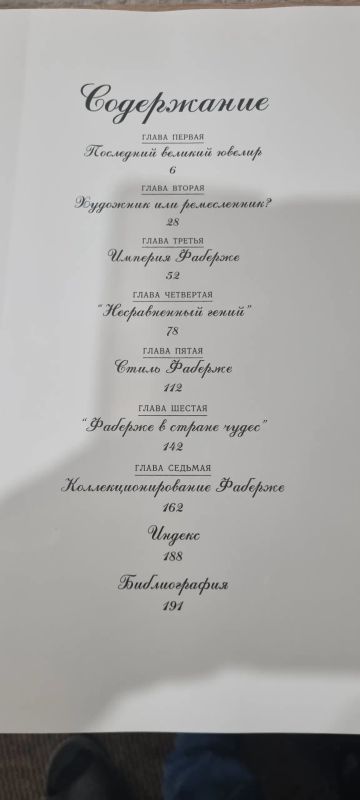 Содержание
ГЛАВА ПЕРВАЯ
Последний великий ювелир
6
ГЛАВА ВТОРАЯ
Художник или ремесленник?
28
ГЛАВА ТРЕТЬЯ
Империя Фаберже
52
ГЛАВА ЧЕТВЕРТАЯ
"Несравненный гений"
78
ГЛАВА ПЯТАЯ
Стиль Фаберже
112
ГЛАВА ШЕСТАЯ
"Фаберже в стране чудес"
142
ГЛАВА СЕДЬМАЯ
Коллекционирование Фаберже
162
Индекс
188
Библиография
191